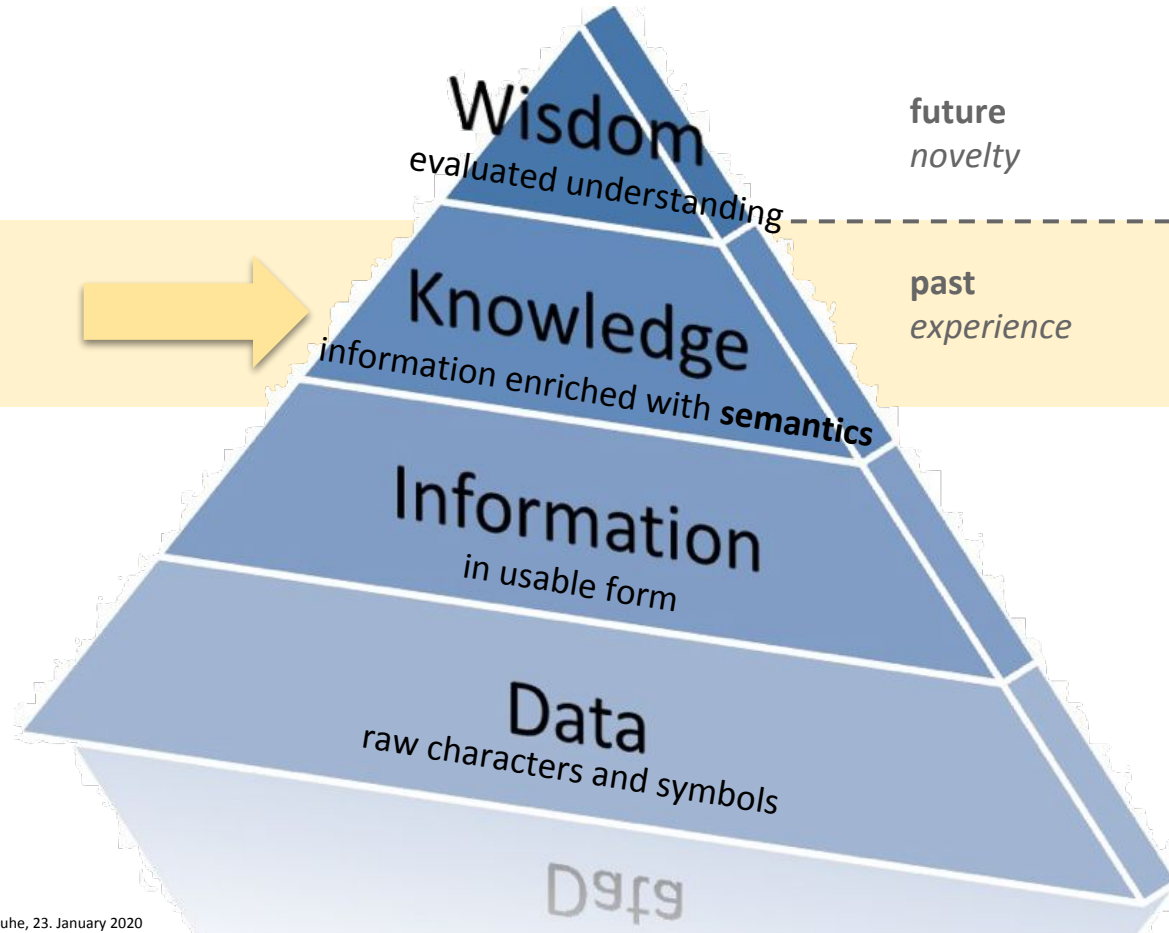 Wisdom
evaluated understanding
future
novelty
Knowledge
information enriched with semantics
past
experience
Information
in usable form
Data
raw characters and symbols
Data
uhe, 23. January 2020